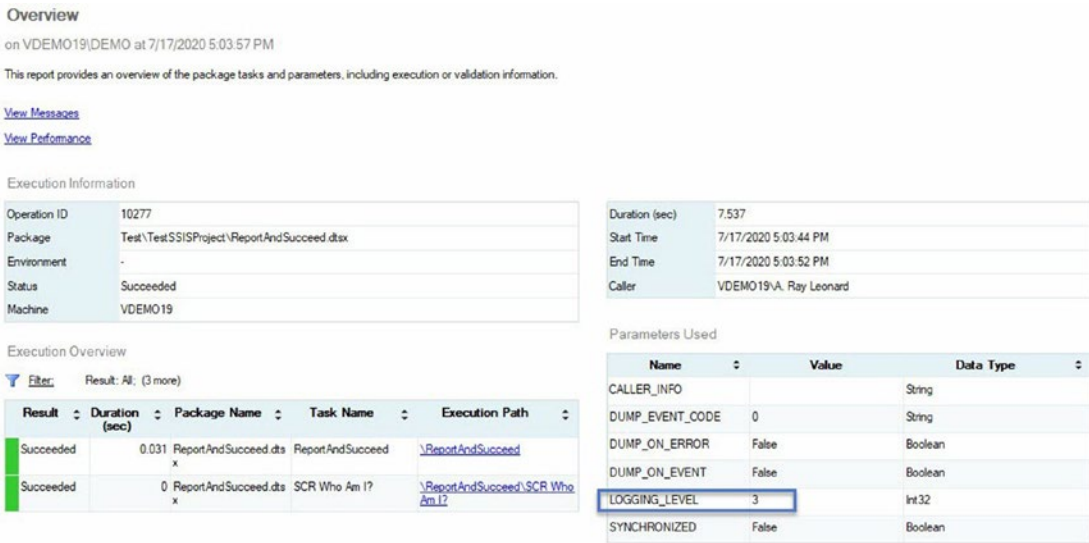 Overview
on VDEMO19\DEMO at 7/17/2020 5:03:57 PM
This report provides an overview of the package tasks and parameters, including execution or validation information.
View Messages
View Performance
Execution Information
Operation ID 10277
Package Test\TestSSISProject\ReportAndSucceed.dtsx
Environment -
Status Succeeded
Machine VDEMO19
Duration (sec) 7.537
Start Time 7/17/2020 5:03:44 PM
End Time 7/17/2020 5:03:52 PM
Caller VDEMO19\A. Ray Leonard
Execution Overview
Filter: Result: All; (3 more)
Result Duration (sec) Package Name Task Name Execution Path
Succeeded 0.031 ReportAndSucceed.dts ReportAndSucceed \ReportAndSucceed
x
Succeeded 0 ReportAndSucceed.dts SCR Who Am I? \ReportAndSucceed\SCR Who
x Am I?
Parameters Used
Name Value Data Type
CALLER_INFO String
DUMP_EVENT_CODE 0 String
DUMP_ON_ERROR False Boolean
DUMP_ON_EVENT False Boolean
LOGGING_LEVEL 3 Int32
SYNCHRONIZED False Boolean